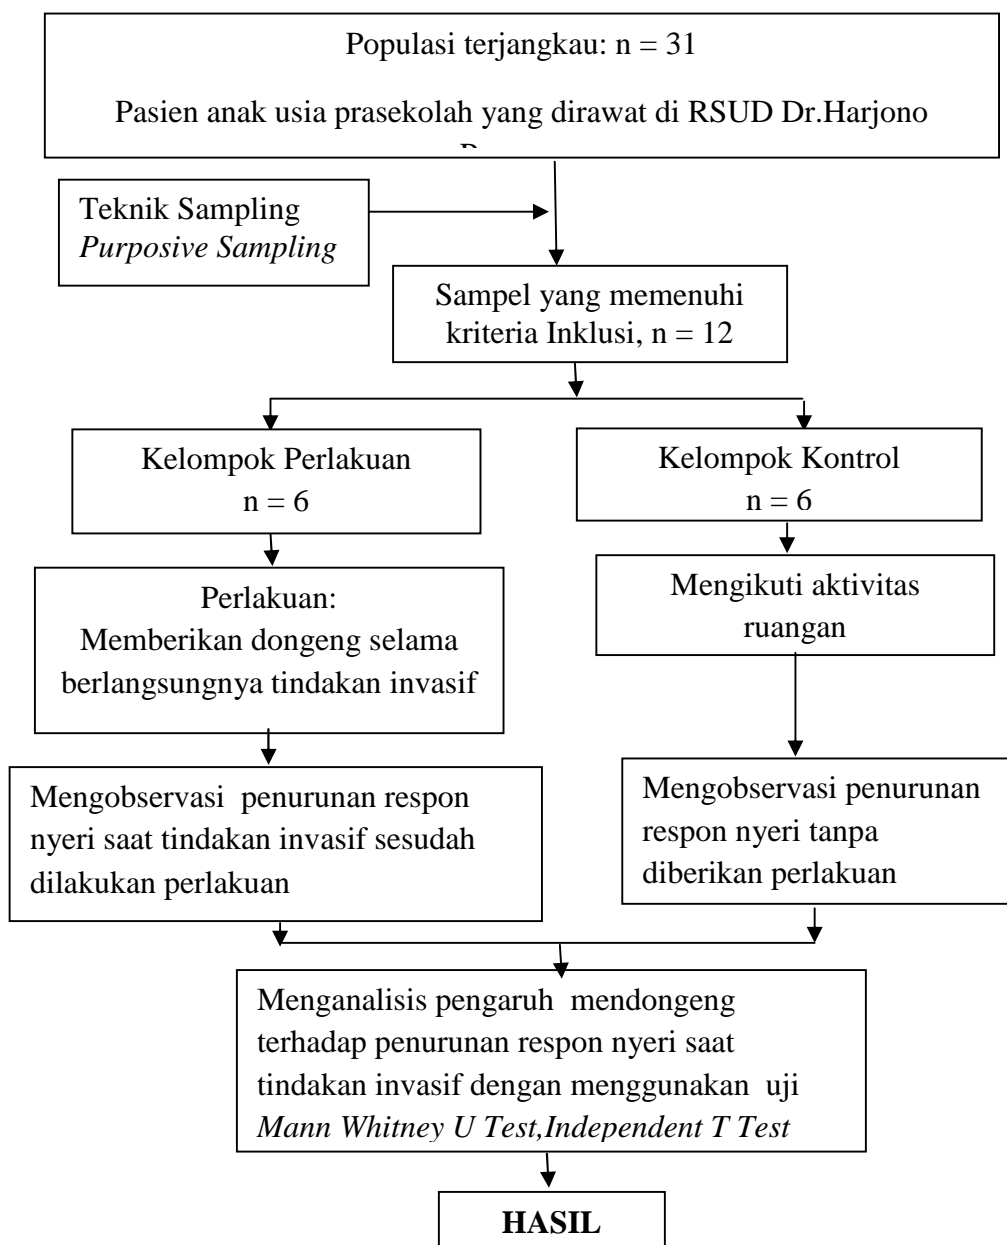 Populasi terjangkau: n = 31
Pasien anak usia prasekolah yang dirawat di RSUD Dr.Harjono
Teknik Sampling
Purposive Sampling
Sampel yang memenuhi
kriteria Inklusi, n = 12
Kelompok Perlakuan
n = 6
Kelompok Kontrol
n = 6
Perlakuan:
Memberikan dongeng selama
berlangsungnya tindakan invasif
Mengikuti aktivitas
ruangan
Mengobservasi  penurunan respon
nyeri saat tindakan invasif sesudah
dilakukan perlakuan
Mengobservasi penurunan
respon nyeri tanpa
diberikan perlakuan
Menganalisis pengaruh  mendongeng
terhadap penurunan respon nyeri saat
tindakan invasif dengan menggunakan  uji
Mann Whitney U Test,Independent T Test
HASIL